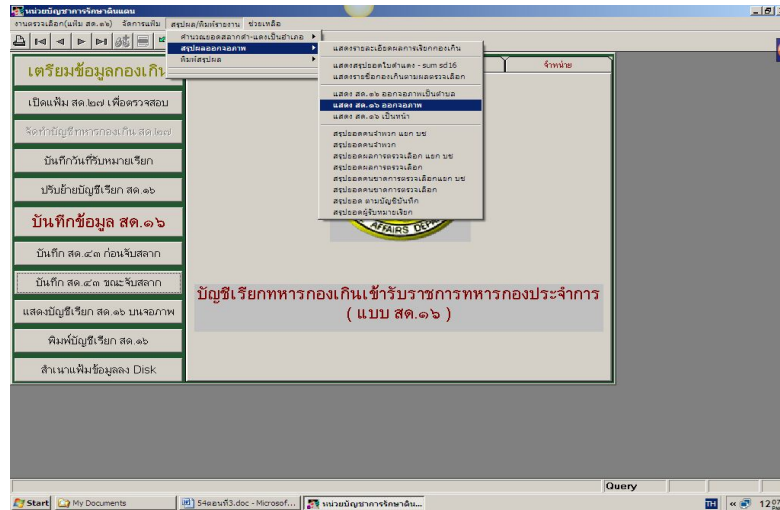 หน่วยบัญชาการรักษาดินแดน
งานตรวจเลือก(แฟ้ม สด.๑๖) จัดการแฟ้ม สรุปผล/พิมพ์รายงาน ช่วยเหลือ
คำนวณยอดสลากดำ-แดงเป็นอำเภอ
สรุปผลออกจอภาพ
พิมพ์สรุปผล
แสดงรายละเอียดผลการเรียกกองเกิน
แสดงสรุปยอดใบดำแดง - sum sd16
แสดงรายชื่อกองเกินตามผลตรวจเลือก
แสดง สด.๑๖ ออกจอภาพเป็นตำบล
แสดง สด.๑๖ ออกจอภาพ
แสดง สด.๑๖ เป็นหน้า
สรุปยอดคนจำพวก แยก บช
สรุปยอดคนจำพวก
สรุปยอดผลการตรวจเลือก แยก บช
สรุปยอดผลการตรวจเลือก
สรุปยอดคนขาดการตรวจเลือกแยก บช
สรุปยอดคนขาดการตรวจเลือก
สรุปยอด ตามบัญชีบันทึก
สรุปยอดผู้รับหมายเรียก
จำหน่าย
เตรียมข้อมูลกองเกิน
เปิดแฟ้ม สด.๒๗ เพื่อตรวจสอบ
จัดทำบัญชีทหารกองเกิน สด.๒๗
บันทึกวันที่รับหมายเรียก
ปรับย้ายบัญชีเรียก สด.๑๖
บันทึกข้อมูล สด.๑๖
บันทึก สด.๔๓ ก่อนจับสลาก
บันทึก สด.๔๓ ขณะจับสลาก
แสดงบัญชีเรียก สด.๑๖ บนจอภาพ
พิมพ์บัญชีเรียก สด.๑๖
สำเนาแฟ้มข้อมูลลง Disk
AFFAIRS
บัญชีเรียกทหารกองเกินเข้ารับราชการทหารกองประจำการ
( แบบ สด.๑๖ )
Query
Start My Documents 54ตอนที่3.doc - Microsof... หน่วยบัญชาการรักษาดิน... TH